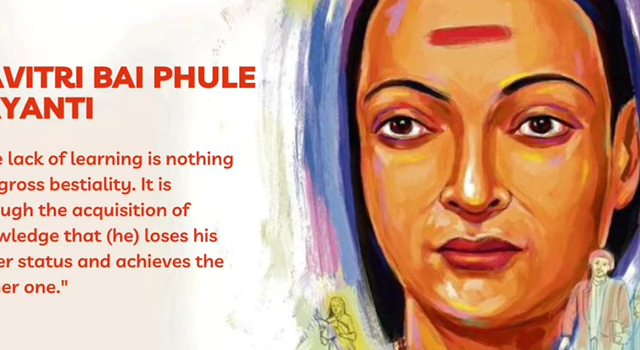 AVITRI BAI PHULE
AYANTI
e lack of learning is nothing
gross bestiality. It is
ugh the acquisition of
wledge that (he) loses his
er status and achieves the
her one."